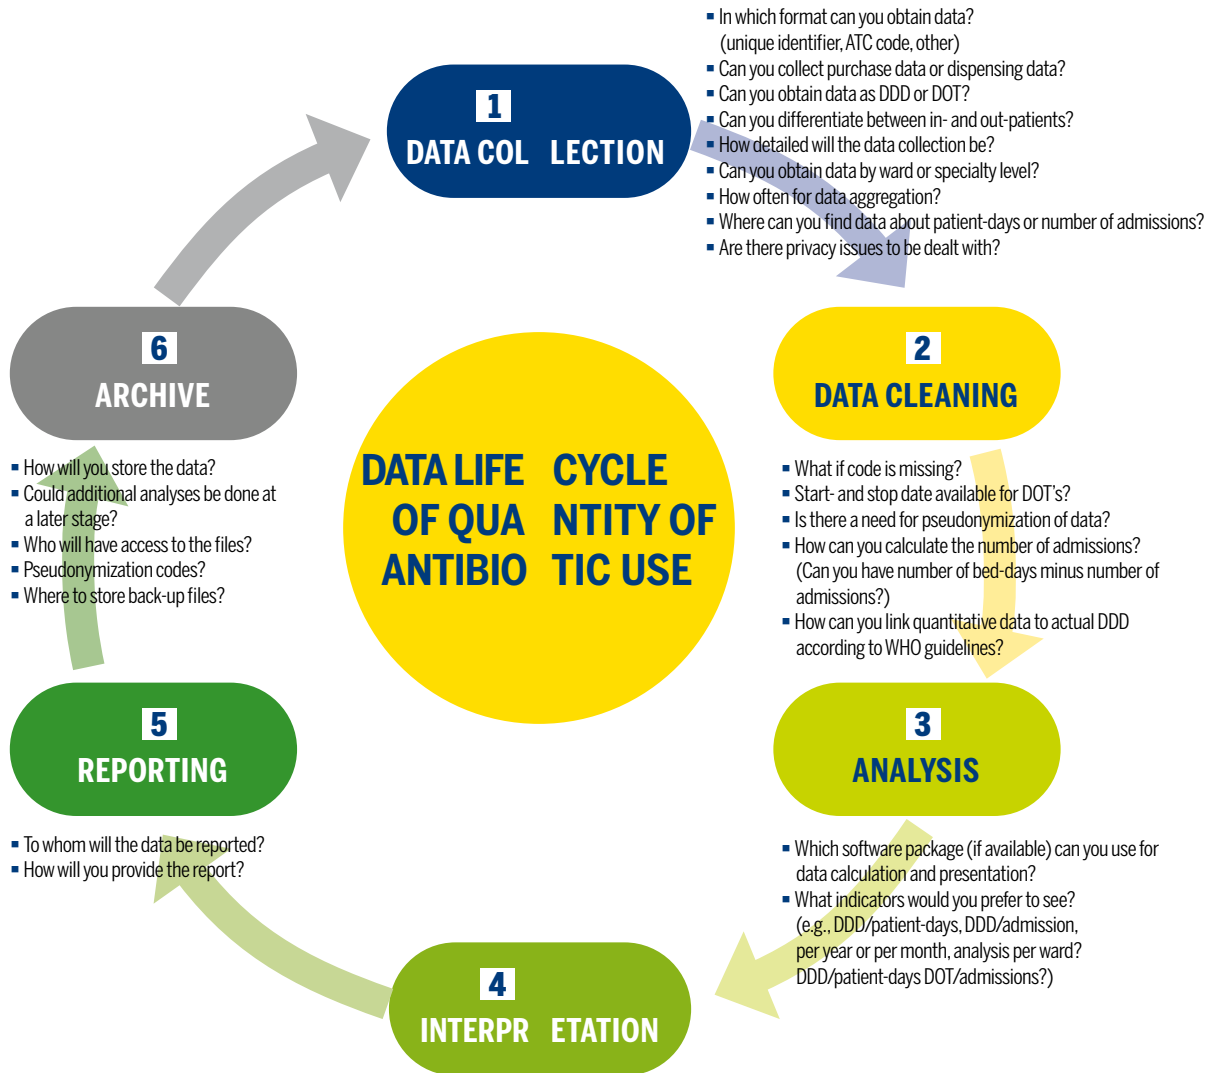 1
DATA COL LECTION
▪ In which format can you obtain data?
(unique identifier, ATC code, other)
▪ Can you collect purchase data or dispensing data?
▪ Can you obtain data as DDD or DOT?
▪ Can you differentiate between in- and out-patients?
▪ How detailed will the data collection be?
▪ Can you obtain data by ward or specialty level?
▪ How often for data aggregation?
▪ Where can you find data about patient-days or number of admissions?
▪ Are there privacy issues to be dealt with?
2
DATA CLEANING
▪ What if code is missing?
▪ Start- and stop date available for DOT's?
▪ Is there a need for pseudonymization of data?
▪ How can you calculate the number of admissions?
(Can you have number of bed-days minus number of
admissions?)
▪ How can you link quantitative data to actual DDD
according to WHO guidelines?
3
ANALYSIS
▪ Which software package (if available) can you use for
data calculation and presentation?
▪ What indicators would you prefer to see?
(e.g., DDD/patient-days, DDD/admission,
per year or per month, analysis per ward?
DDD/patient-days DOT/admissions?)
4
INTERPR ETATION
5
REPORTING
▪ To whom will the data be reported?
▪ How will you provide the report?
6
ARCHIVE
▪ How will you store the data?
▪ Could additional analyses be done at
a later stage?
▪ Who will have access to the files?
▪ Pseudonymization codes?
▪ Where to store back-up files?
DATA LIFE CYCLE
OF QUA NTITY OF
ANTIBIO TIC USE